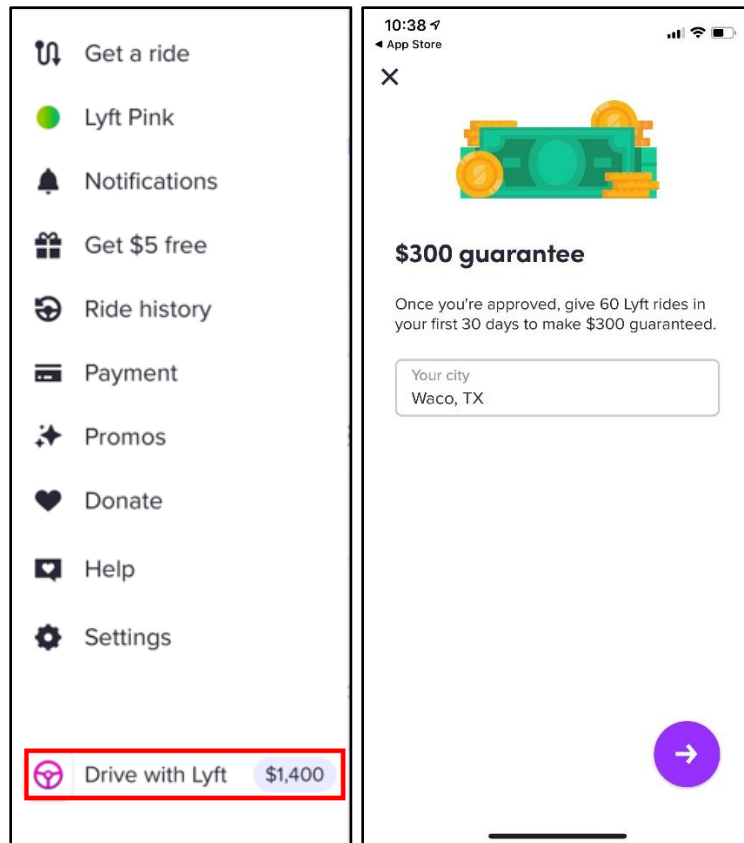 Get a ride
Lyft Pink
Notifications
Get $5 free
Ride history
Payment
Promos
Donate
Help
Settings
Drive with Lyft $1,400
10:38
App Store
$300 guarantee
Once you're approved, give 60 Lyft rides in
your first 30 days to make $300 guaranteed.
Your city
Waco, TX